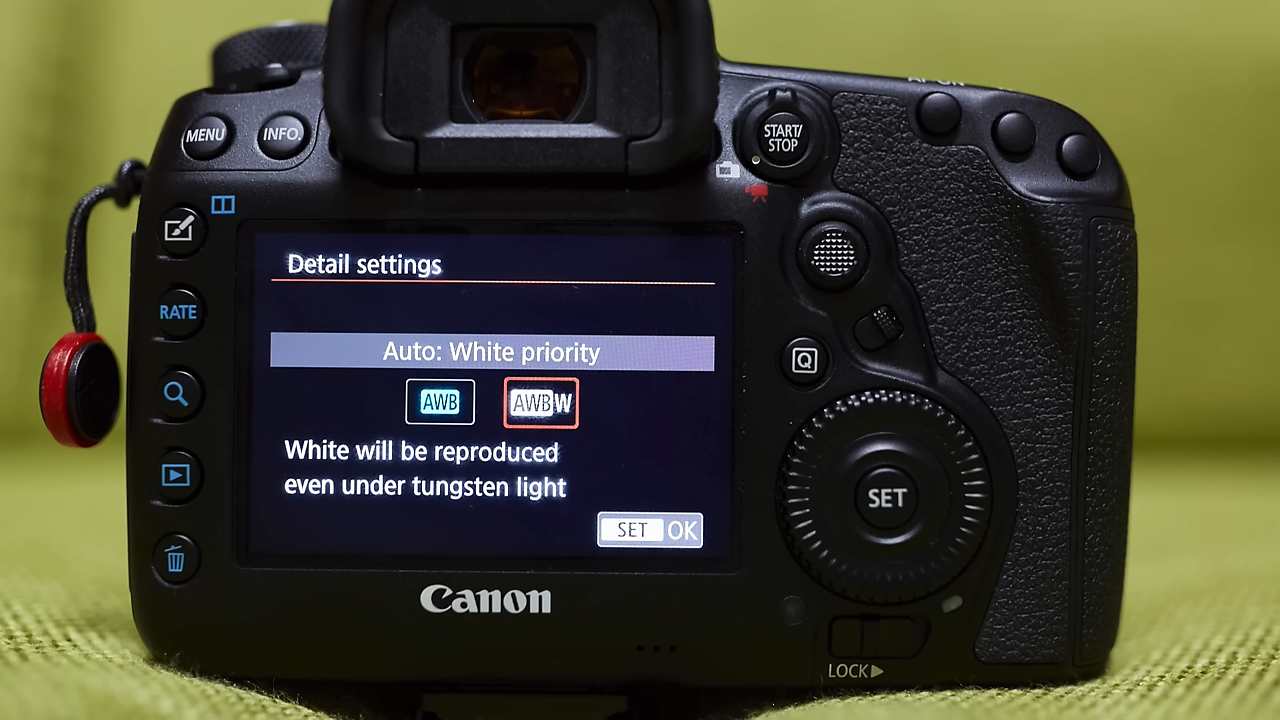 MENU
INFO.
START/
STOP
RATE
Detail settings
Auto: White priority
AWB
AWBW
White will be reproduced
even under tungsten light
SET OK
Q
SET
Canon
LOCK▶